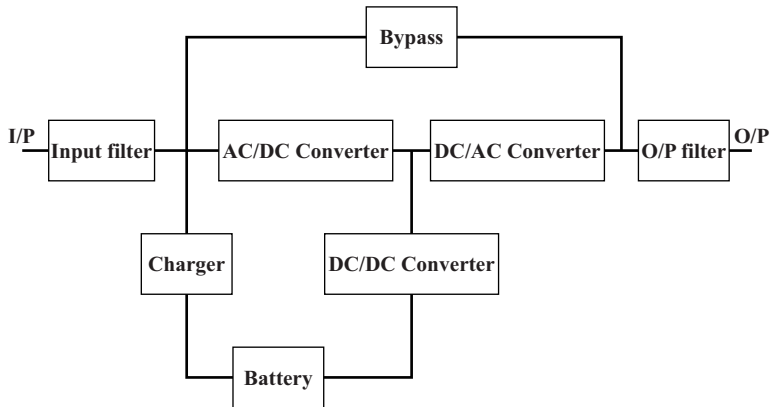 Bypass
I/P
Input filter
AC/DC Converter
DC/AC Converter
O/P filter
O/P
Charger
DC/DC Converter
Battery